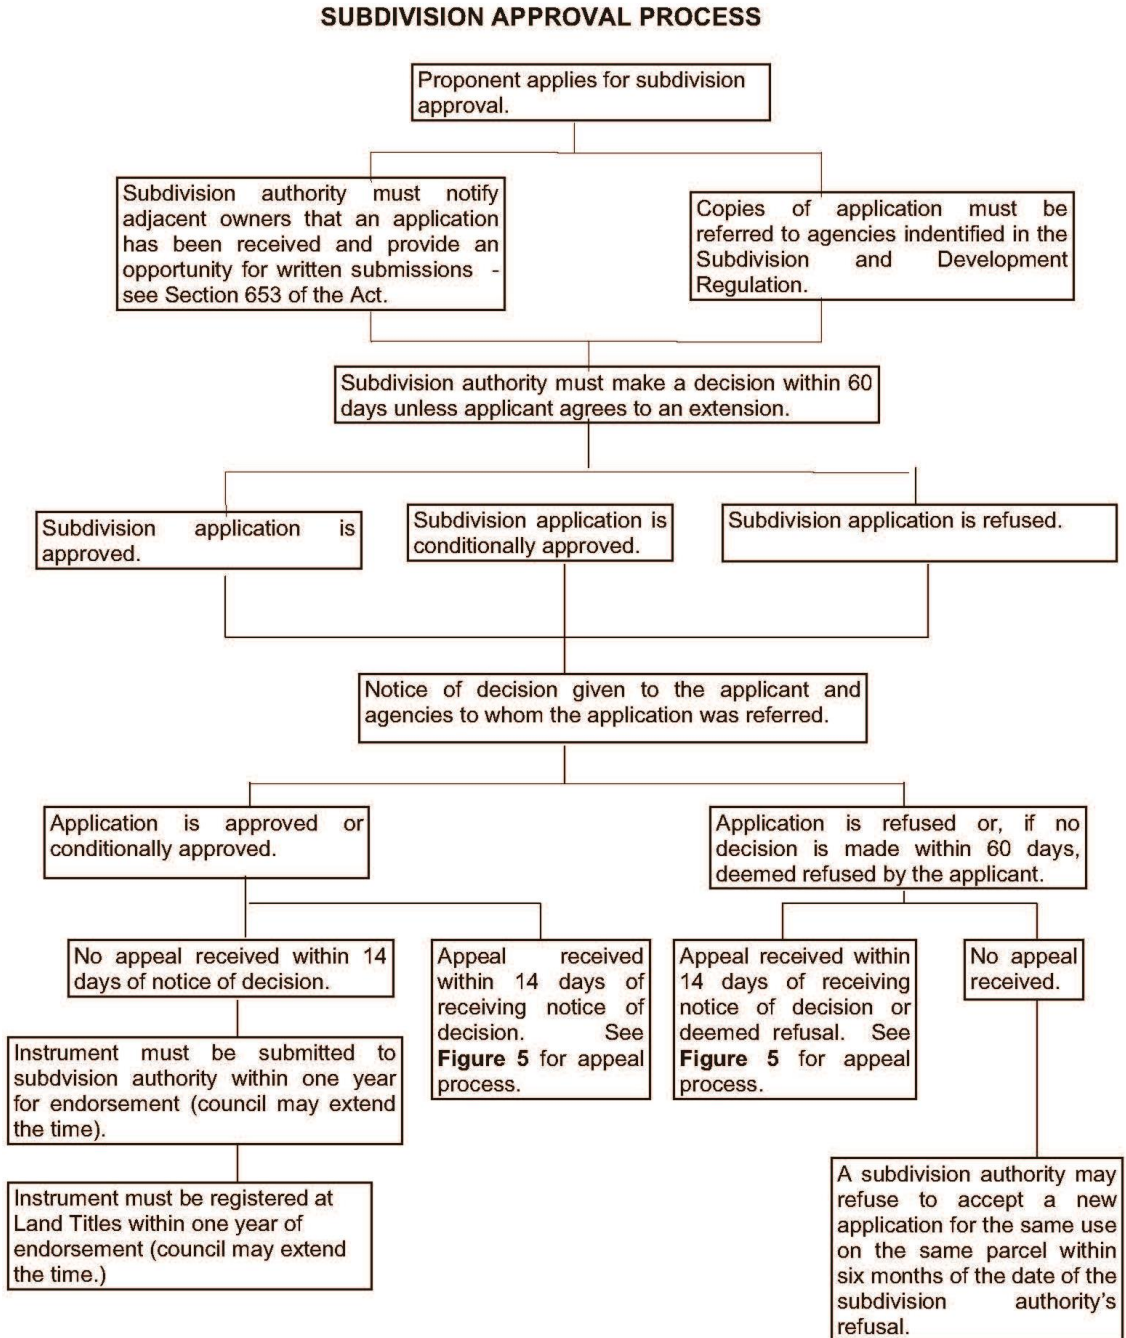 SUBDIVISION APPROVAL PROCESS
Proponent applies for subdivision
approval.
Subdivision authority must notify
adjacent owners that an application
has been received and provide an
opportunity for written submissions -
see Section 653 of the Act.
Copies of application must be
referred to agencies indentified in the
Subdivision and Development
Regulation.
Subdivision authority must make a decision within 60
days unless applicant agrees to an extension.
Subdivision application is
approved.
Subdivision application is
conditionally approved.
Subdivision application is refused.
Notice of decision given to the applicant and
agencies to whom the application was referred.
Application is approved or
conditionally approved.
Application is refused or, if no
decision is made within 60 days,
deemed refused by the applicant.
No appeal received within 14
days of notice of decision.
Appeal received
within 14 days of
receiving notice of
decision. See
Figure 5 for appeal
process.
Appeal received within
14 days of receiving
notice of decision or
deemed refusal. See
Figure 5 for appeal
process.
No appeal
received.
Instrument must be submitted to
subdvision authority within one year
for endorsement (council may extend
the time).
Instrument must be registered at
Land Titles within one year of
endorsement (council may extend
the time.)
A subdivision authority may
refuse to accept a new
application for the same use
on the same parcel within
six months of the date of the
subdivision authority's
refusal.